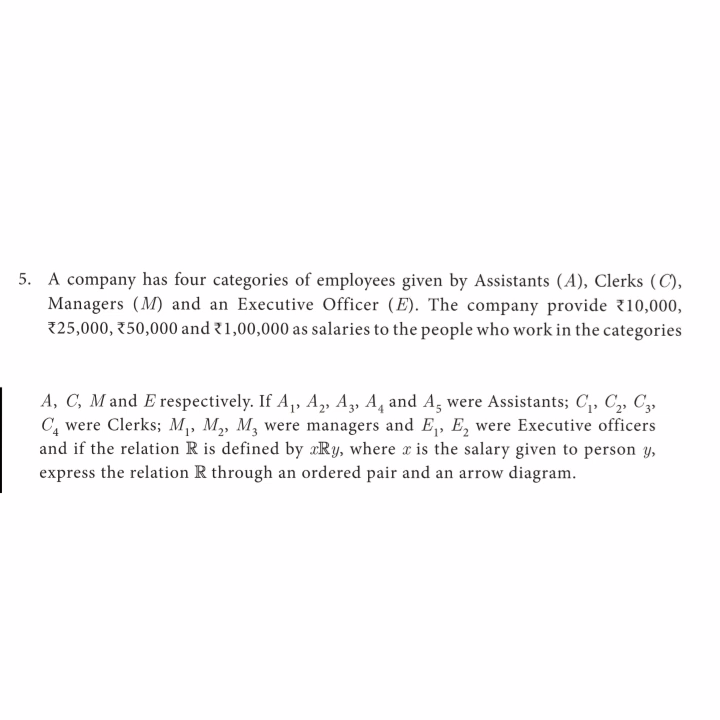 5. A company has four categories of employees given by Assistants (A), Clerks (C),
Managers (M) and an Executive Officer (E). The company provide ₹10,000,
₹25,000, ₹50,000 and ₹1,00,000 as salaries to the people who work in the categories
A, C, M and E respectively. If A₁, A₂, A₃, A₄ and A₅ were Assistants; C₁, C₂, C₃,
C₄ were Clerks; M₁, M₂, M₃ were managers and E₁, E₂ were Executive officers
and if the relation ℝ is defined by xℝy, where x is the salary given to person y,
express the relation ℝ through an ordered pair and an arrow diagram.